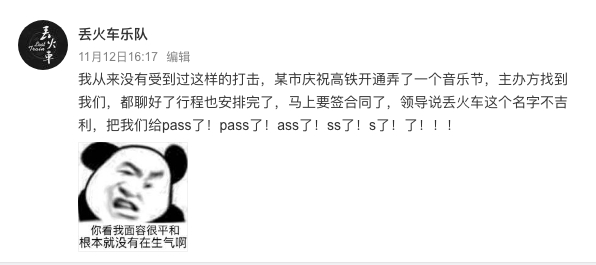 丢火车乐队
丢
火
Lost
Train
車
11月12日16:17 编辑
我从来没有受到过这样的打击，某市庆祝高铁开通弄了一个音乐节，主办方找到
我们，都聊好了行程也安排完了，马上要签合同了，领导说丢火车这个名字不吉
利，把我们给pass了！pass了！ass了！ss了！s了！了！！！
你看我面容很平和
根本就没有在生气啊